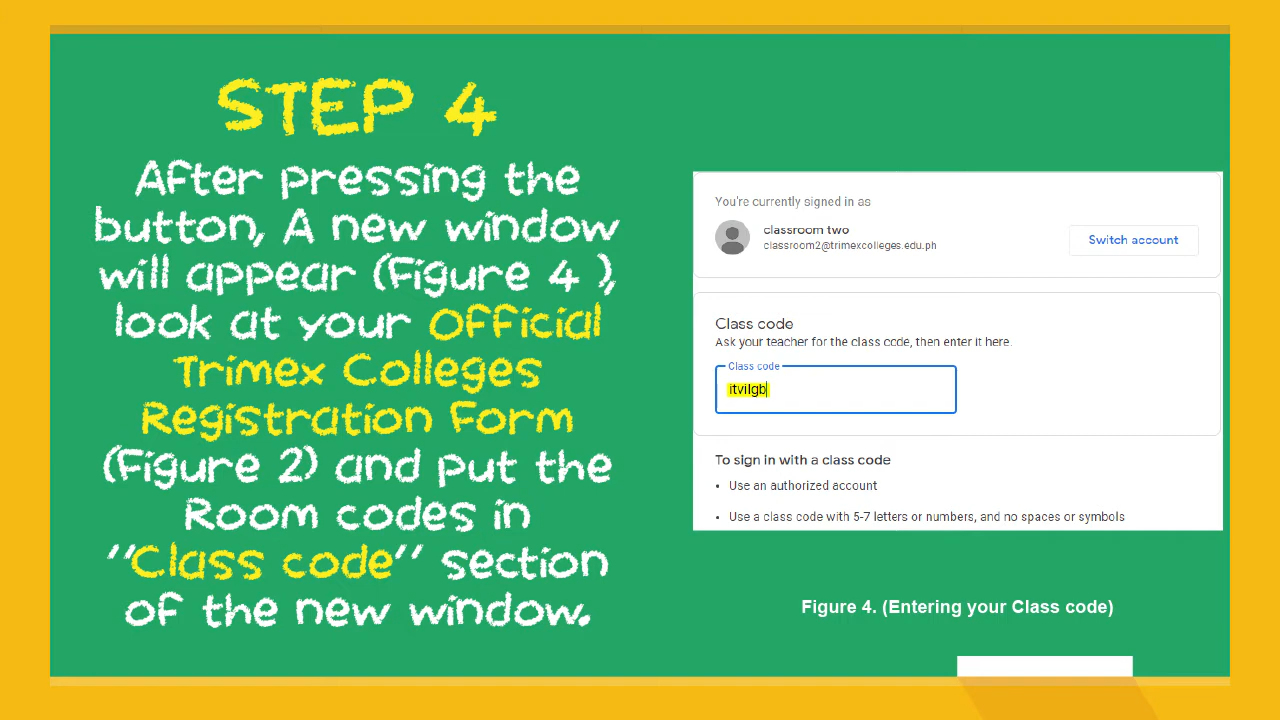 STEP 4
After pressing the
button, A new window
will appear (Figure 4 ),
look at your Official
Trimex Colleges
Registration Form
(Figure 2) and put the
Room codes in
"Class code" section
of the new window.
You're currently signed in as
classroom two
classroom2@trimexcolleges.edu.ph
Switch account
Class code
Ask your teacher for the class code, then enter it here.
Class code
itvilgb
To sign in with a class code
• Use an authorized account
• Use a class code with 5-7 letters or numbers, and no spaces or symbols
Figure 4. (Entering your Class code)